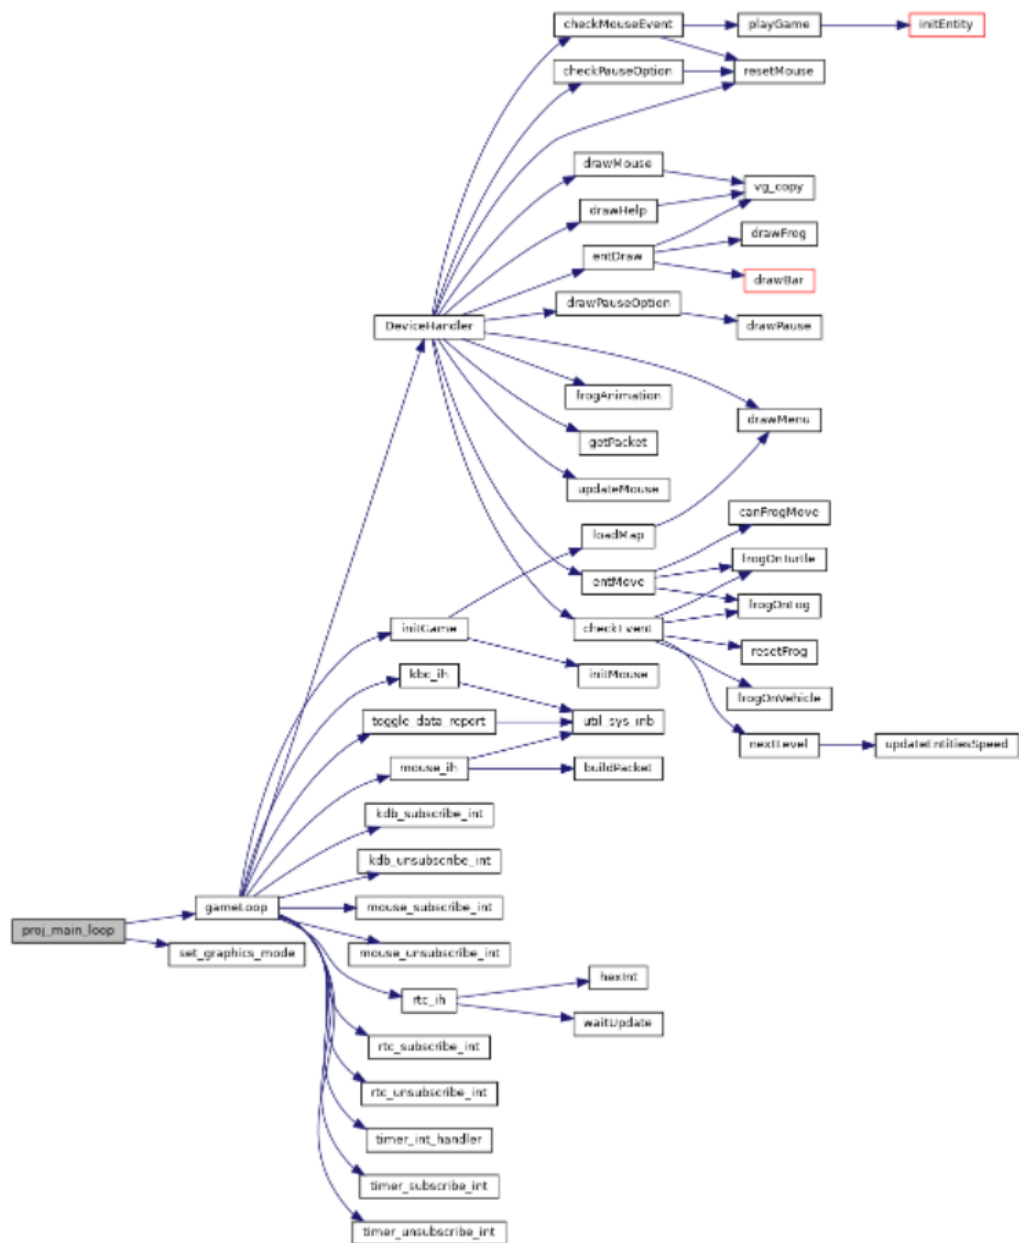 checkMouseEvent
playGame
initEntity
checkPauseOption
resetMouse
drawMouse
vg_copy
drawHelp
drawFrog
entDraw
drawBar
drawPauseOption
DeviceHandler
drawPause
frogAnimation
drawMenu
getPacket
updateMouse
canFrogMove
loadMap
frogOnTurtle
entMove
frogOnLog
initGame
checkEvent
resetFrog
kbc_ih
initMouse
frogOnVehicle
toggle_data_report
util_sys_inb
nextLevel
updateEntitiesSpeed
mouse_ih
buildPacket
kdb_subscribe_int
kdb_unsubscribe_int
gameLoop
mouse_subscribe_int
proj_main_loop
set_graphics_mode
mouse_unsubscribe_int
hexInt
rtc_ih
waitUpdate
rtc_subscribe_int
rtc_unsubscribe_int
timer_int_handler
timer_subscribe_int
timer_unsubscribe_int